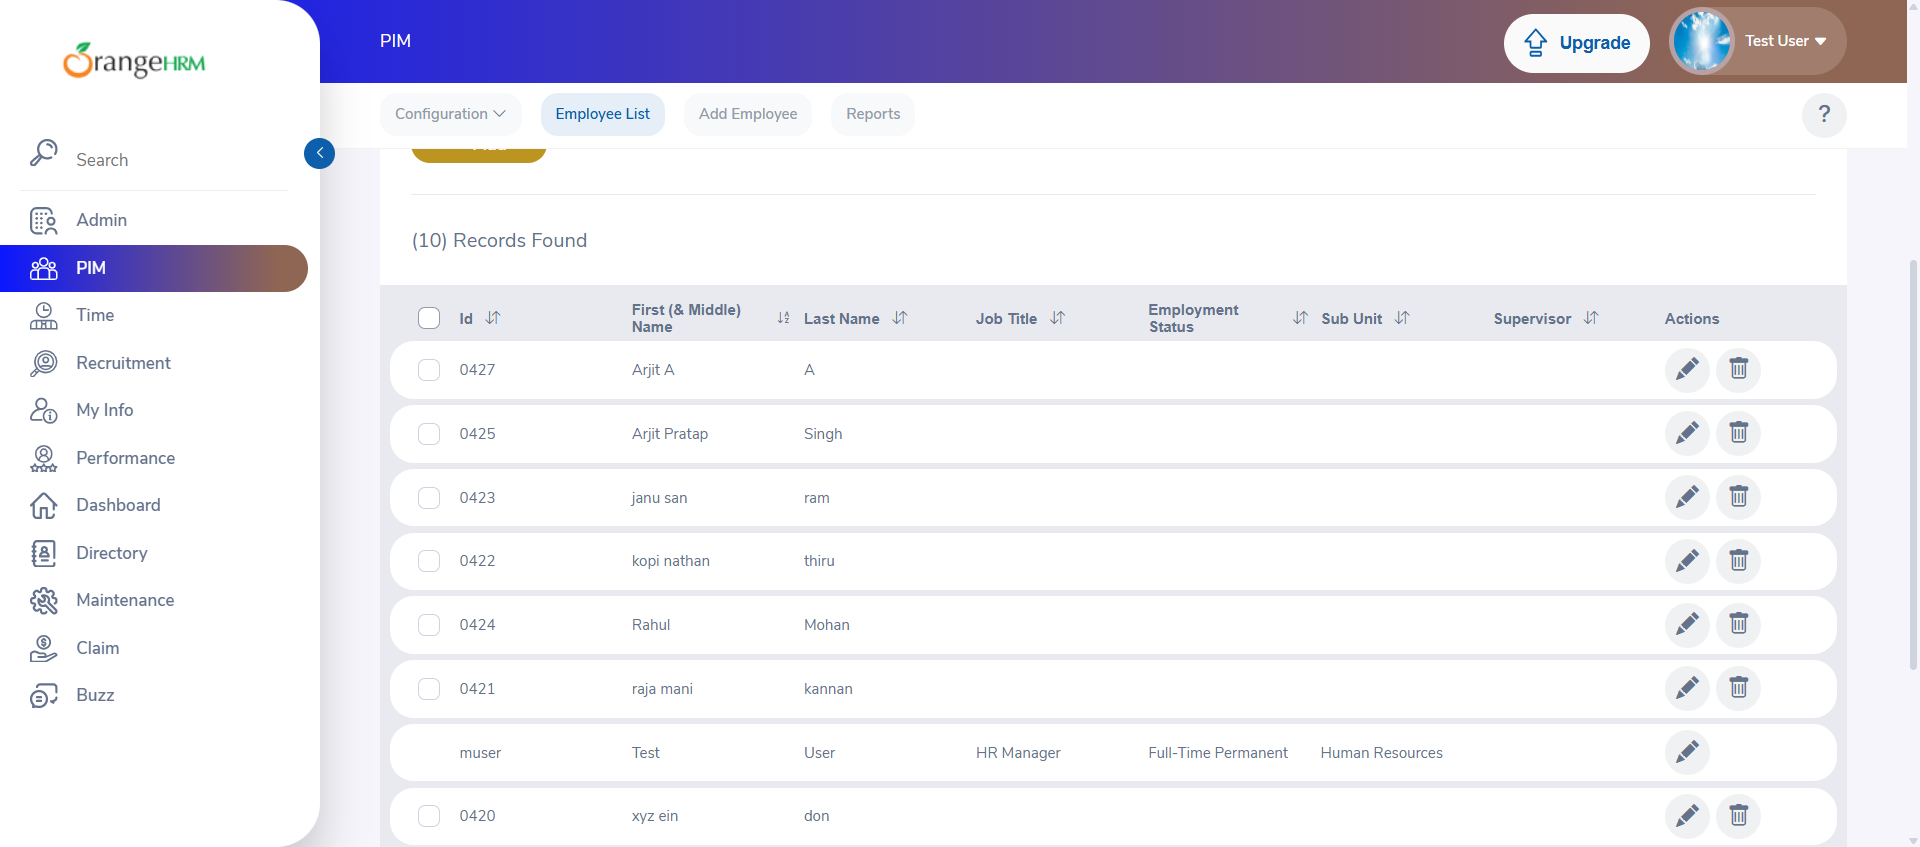 OrangeHRM
PIM
Upgrade
Test User
Configuration
Employee List
Add Employee
Reports
?
Search
Admin
PIM
Time
Recruitment
My Info
Performance
Dashboard
Directory
Maintenance
Claim
Buzz
(10) Records Found
Id First (& Middle) Name Last Name Job Title Employment Status Sub Unit Supervisor Actions
0427 Arjit A A
0425 Arjit Pratap Singh
0423 janu san ram
0422 kopi nathan thiru
0424 Rahul Mohan
0421 raja mani kannan
muser Test User HR Manager Full-Time Permanent Human Resources
0420 xyz ein don